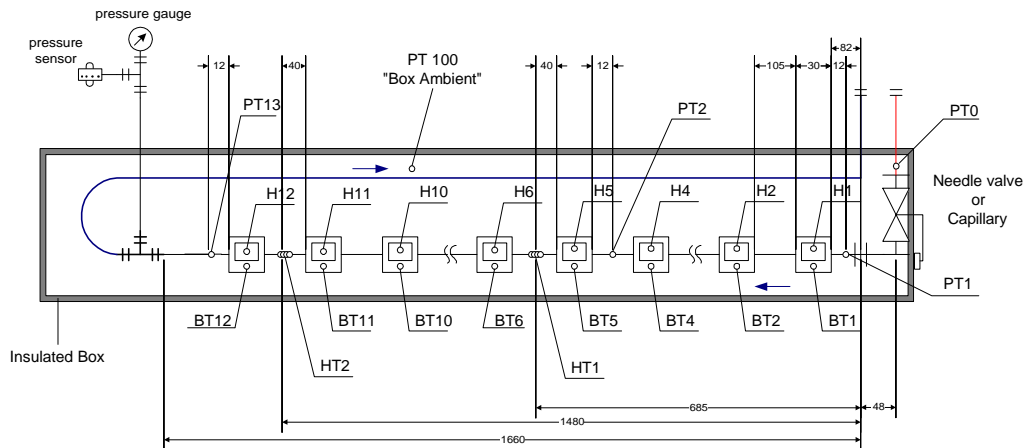 pressure gauge
pressure
sensor
12
40
PT 100
"Box Ambient"
40
12
82
105
30
12
PT13
PT2
PT0
H12
H11
H10
H6
H5
H4
H2
H1
Needle valve
or
Capillary
PT1
BT12
BT11
BT10
BT6
BT5
BT4
BT2
BT1
Insulated Box
HT2
HT1
685
48
1480
1660